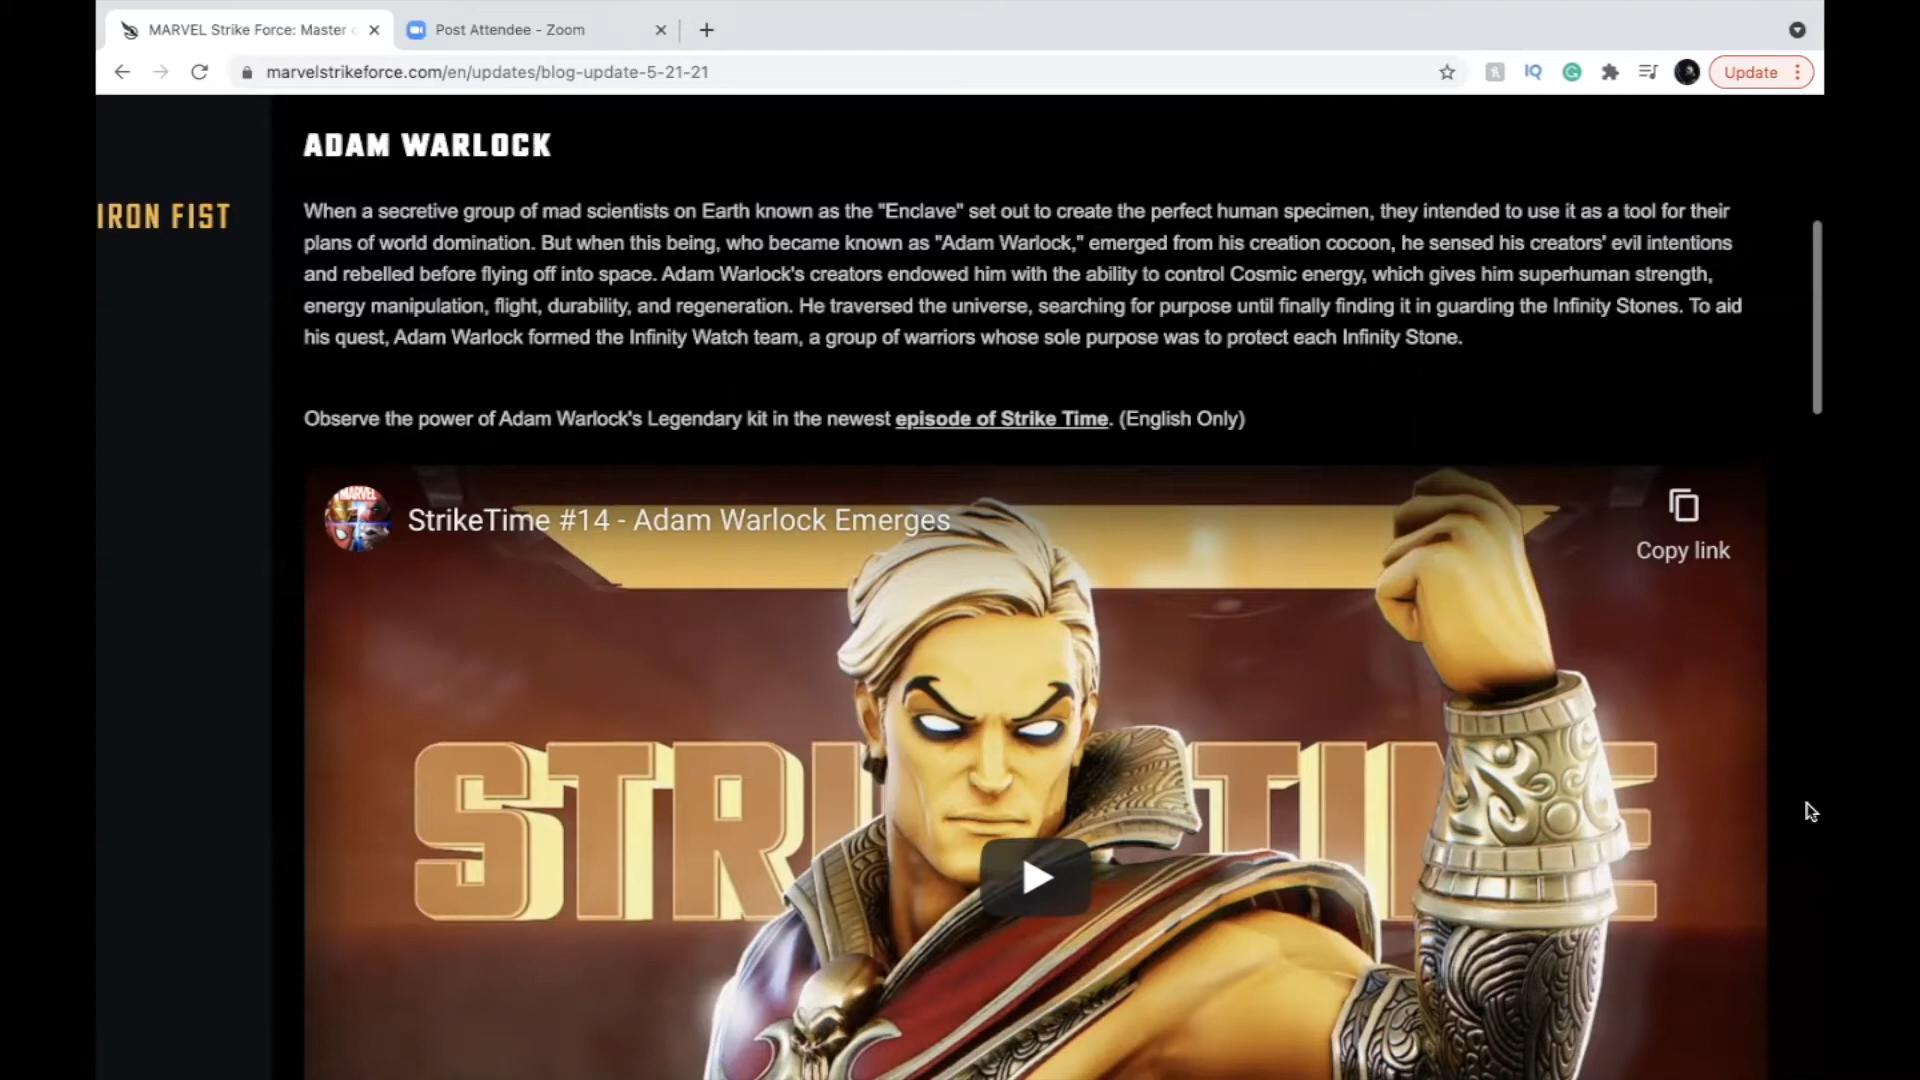 MARVEL Strike Force: Master
Post Attendee - Zoom
marvelstrikeforce.com/en/updates/blog-update-5-21-21
IQ
Update
IRON FIST
ADAM WARLOCK
When a secretive group of mad scientists on Earth known as the "Enclave" set out to create the perfect human specimen, they intended to use it as a tool for their
plans of world domination. But when this being, who became known as "Adam Warlock," emerged from his creation cocoon, he sensed his creators' evil intentions
and rebelled before flying off into space. Adam Warlock's creators endowed him with the ability to control Cosmic energy, which gives him superhuman strength,
energy manipulation, flight, durability, and regeneration. He traversed the universe, searching for purpose until finally finding it in guarding the Infinity Stones. To aid
his quest, Adam Warlock formed the Infinity Watch team, a group of warriors whose sole purpose was to protect each Infinity Stone.
Observe the power of Adam Warlock's Legendary kit in the newest episode of Strike Time. (English Only)
MARVEL
StrikeTime #14 - Adam Warlock Emerges
Copy link
STRIKE TIME